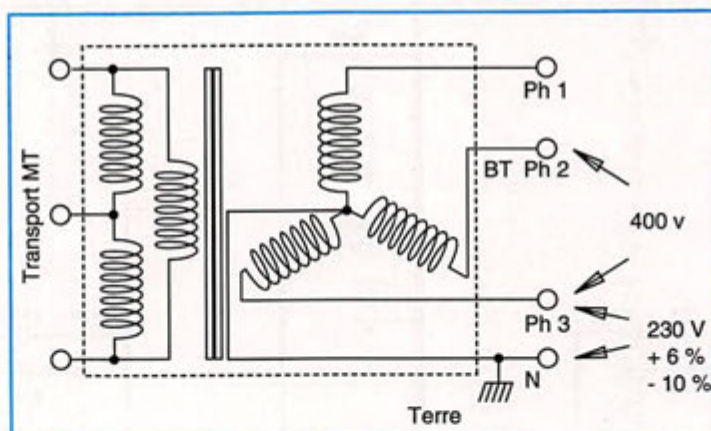 Transport MT
Ph 1
BT Ph 2
400 v
Ph 3
230 V
+ 6 %
- 10 %
N
Terre